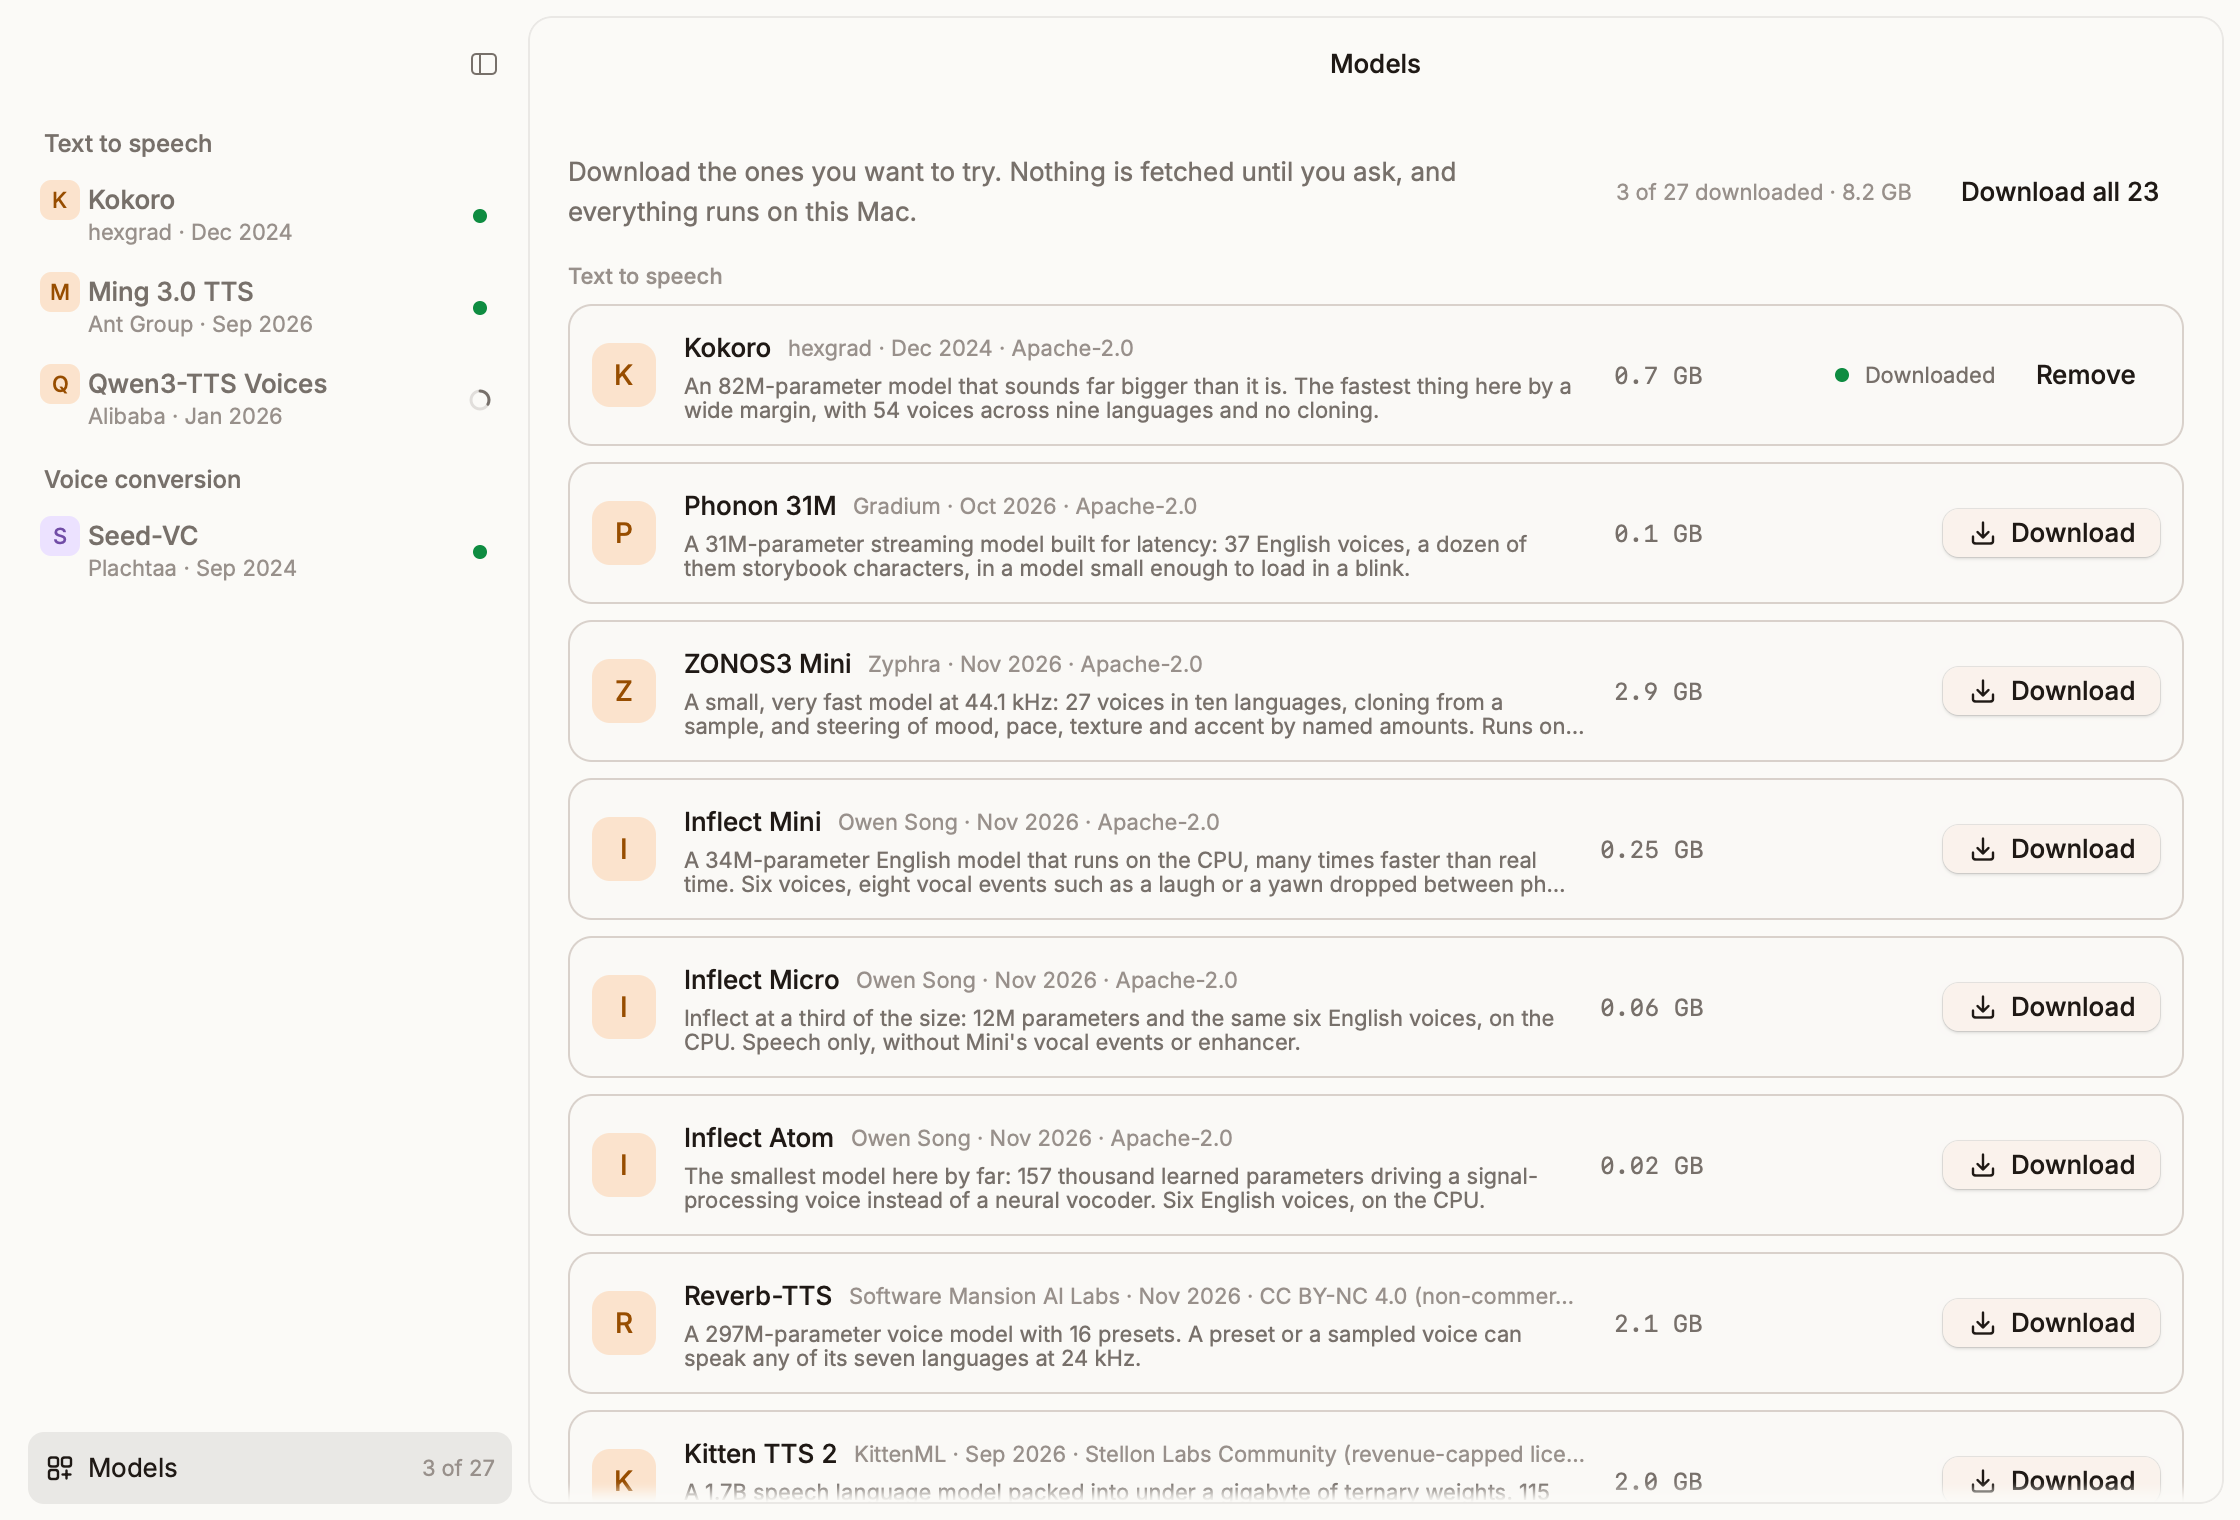 Text to speech
K
Kokoro
hexgrad · Dec 2024
M
Ming 3.0 TTS
Ant Group · Sep 2026
Q
Qwen3-TTS Voices
Alibaba · Jan 2026
Voice conversion
S
Seed-VC
Plachtaa · Sep 2024
Models
3 of 27
Models
Download the ones you want to try. Nothing is fetched until you ask, and
everything runs on this Mac.
3 of 27 downloaded · 8.2 GB
Download all 23
Text to speech
K
Kokoro hexgrad · Dec 2024 · Apache-2.0
An 82M-parameter model that sounds far bigger than it is. The fastest thing here by a
wide margin, with 54 voices across nine languages and no cloning.
0.7 GB
Downloaded
Remove
P
Phonon 31M Gradium · Oct 2026 · Apache-2.0
A 31M-parameter streaming model built for latency: 37 English voices, a dozen of
them storybook characters, in a model small enough to load in a blink.
0.1 GB
Download
Z
ZONOS3 Mini Zyphra · Nov 2026 · Apache-2.0
A small, very fast model at 44.1 kHz: 27 voices in ten languages, cloning from a
sample, and steering of mood, pace, texture and accent by named amounts. Runs on...
2.9 GB
Download
I
Inflect Mini Owen Song · Nov 2026 · Apache-2.0
A 34M-parameter English model that runs on the CPU, many times faster than real
time. Six voices, eight vocal events such as a laugh or a yawn dropped between ph...
0.25 GB
Download
I
Inflect Micro Owen Song · Nov 2026 · Apache-2.0
Inflect at a third of the size: 12M parameters and the same six English voices, on the
CPU. Speech only, without Mini's vocal events or enhancer.
0.06 GB
Download
I
Inflect Atom Owen Song · Nov 2026 · Apache-2.0
The smallest model here by far: 157 thousand learned parameters driving a signal-
processing voice instead of a neural vocoder. Six English voices, on the CPU.
0.02 GB
Download
R
Reverb-TTS Software Mansion AI Labs · Nov 2026 · CC BY-NC 4.0 (non-commer...
A 297M-parameter voice model with 16 presets. A preset or a sampled voice can
speak any of its seven languages at 24 kHz.
2.1 GB
Download
K
Kitten TTS 2 KittenML · Sep 2026 · Stellon Labs Community (revenue-capped lice...
A 1.7B speech language model packed into under a gigabyte of ternary weights. 115
2.0 GB
Download